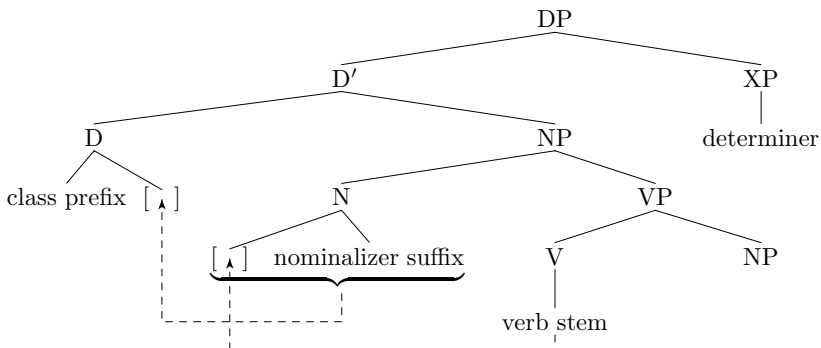 DP
D′ XP
D NP determiner
class prefix [ ] N VP
[ ] nominalizer suffix V NP
verb stem